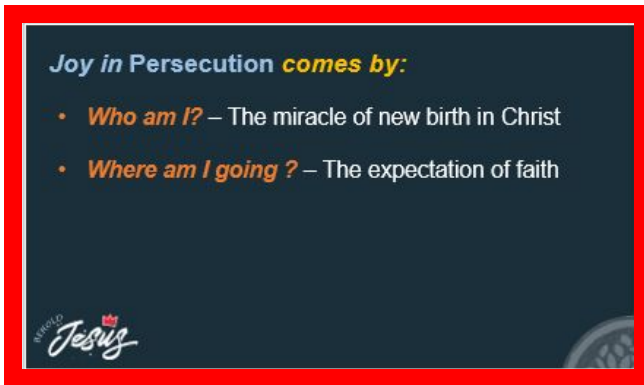 Joy in Persecution comes by:
• Who am I? – The miracle of new birth in Christ
• Where am I going ? – The expectation of faith
BEHOLD
Jesus